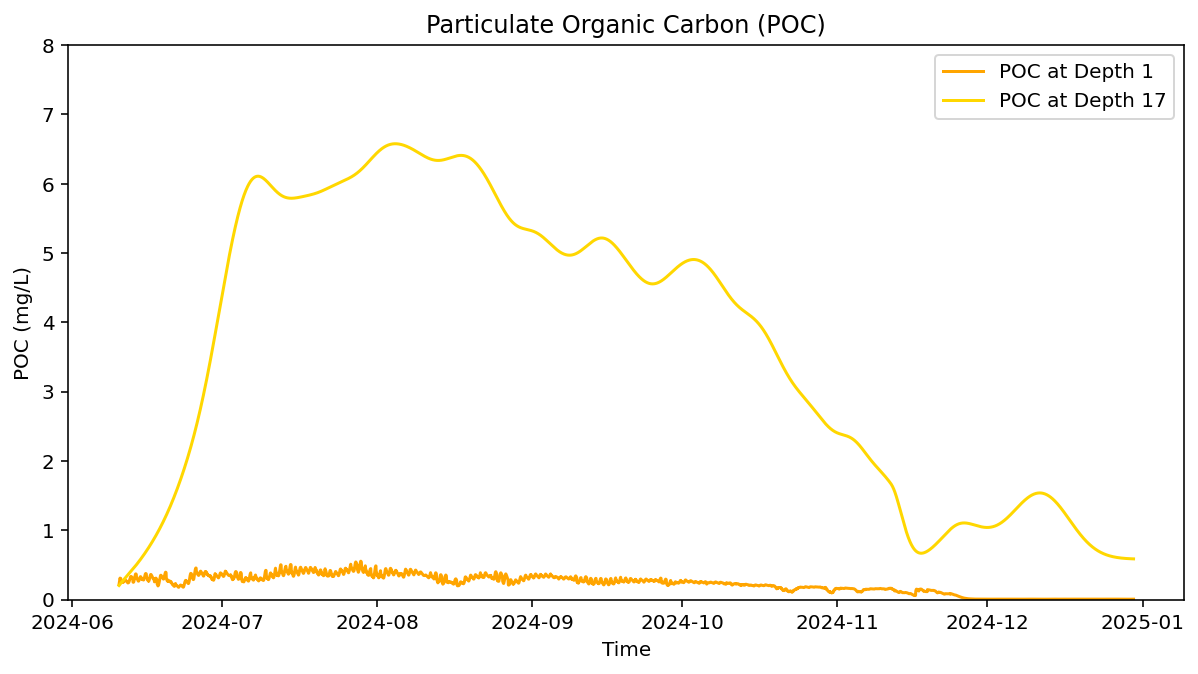 Particulate Organic Carbon (POC)
POC at Depth 1
POC at Depth 17
POC (mg/L)
8
7
6
5
4
3
2
1
0
2024-06 2024-07 2024-08 2024-09 2024-10 2024-11 2024-12 2025-01
Time